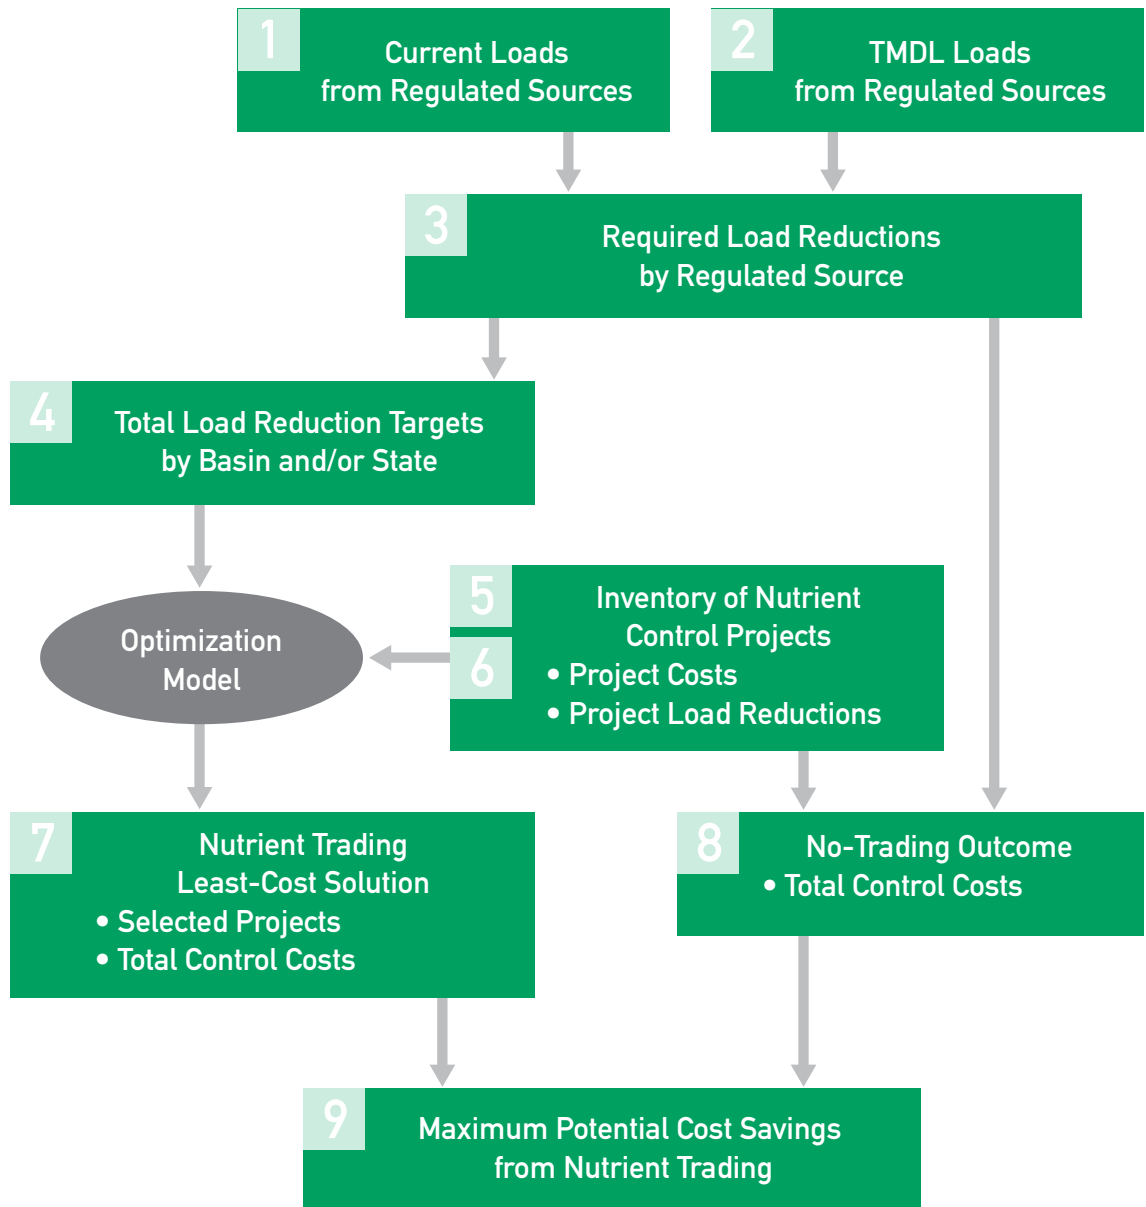 1
Current Loads
from Regulated Sources
2
TMDL Loads
from Regulated Sources
3
Required Load Reductions
by Regulated Source
4
Total Load Reduction Targets
by Basin and/or State
Optimization
Model
5
6
Inventory of Nutrient
Control Projects
• Project Costs
• Project Load Reductions
7
Nutrient Trading
Least-Cost Solution
• Selected Projects
• Total Control Costs
8
No-Trading Outcome
• Total Control Costs
9
Maximum Potential Cost Savings
from Nutrient Trading